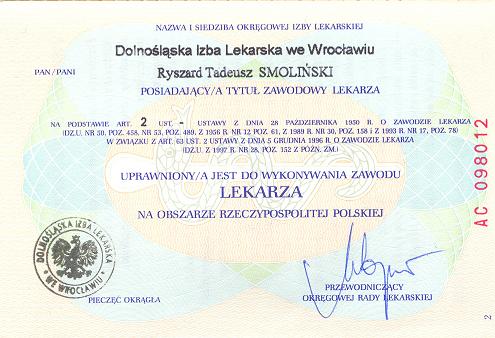 NAZWA I SIEDZIBA OKRĘGOWEJ IZBY LEKARSKIEJ
Dolnośląska Izba Lekarska we Wrocławiu
PAN/PANI Ryszard Tadeusz SMOLIŃSKI
POSIADAJĄCY/A TYTUŁ ZAWODOWY LEKARZA
NA PODSTAWIE ART. 2 UST. - USTAWY Z DNIA 28 PAŹDZIERNIKA 1950 R. O ZAWODZIE LEKARZA
(DZ.U. NR 50, POZ. 458, NR 53, POZ. 489, Z 1956 R. NR 12 POZ. 61, Z 1989 R. NR 30, POZ. 158 i Z 1993 R. NR 17, POZ. 78)
W ZWIĄZKU Z ART. 63 UST. 2 USTAWY Z DNIA 5 GRUDNIA 1996 R. O ZAWODZIE LEKARZA
(DZ.U. Z 1997 R. NR 28, POZ. 152 Z PÓŹN. ZM.)
UPRAWNIONY/A JEST DO WYKONYWANIA ZAWODU
LEKARZA
NA OBSZARZE RZECZYPOSPOLITEJ POLSKIEJ
AC 098012
DOLNOŚLĄSKA IZBA LEKARSKA
* WE WROCŁAWIU *
PIECZĘĆ OKRĄGŁA
PRZEWODNICZĄCY
OKRĘGOWEJ RADY LEKARSKIEJ
2